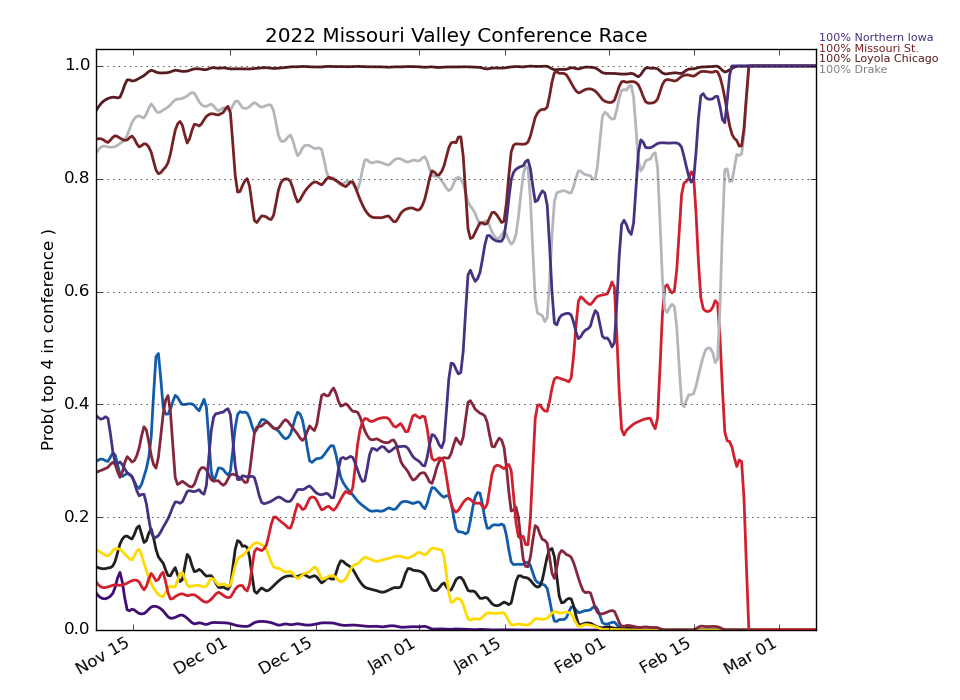 2022 Missouri Valley Conference Race
100% Northern Iowa
100% Missouri St.
100% Loyola Chicago
100% Drake
Prob( top 4 in conference )
1.0
0.8
0.6
0.4
0.2
0.0
Nov 15
Dec 01
Dec 15
Jan 01
Jan 15
Feb 01
Feb 15
Mar 01